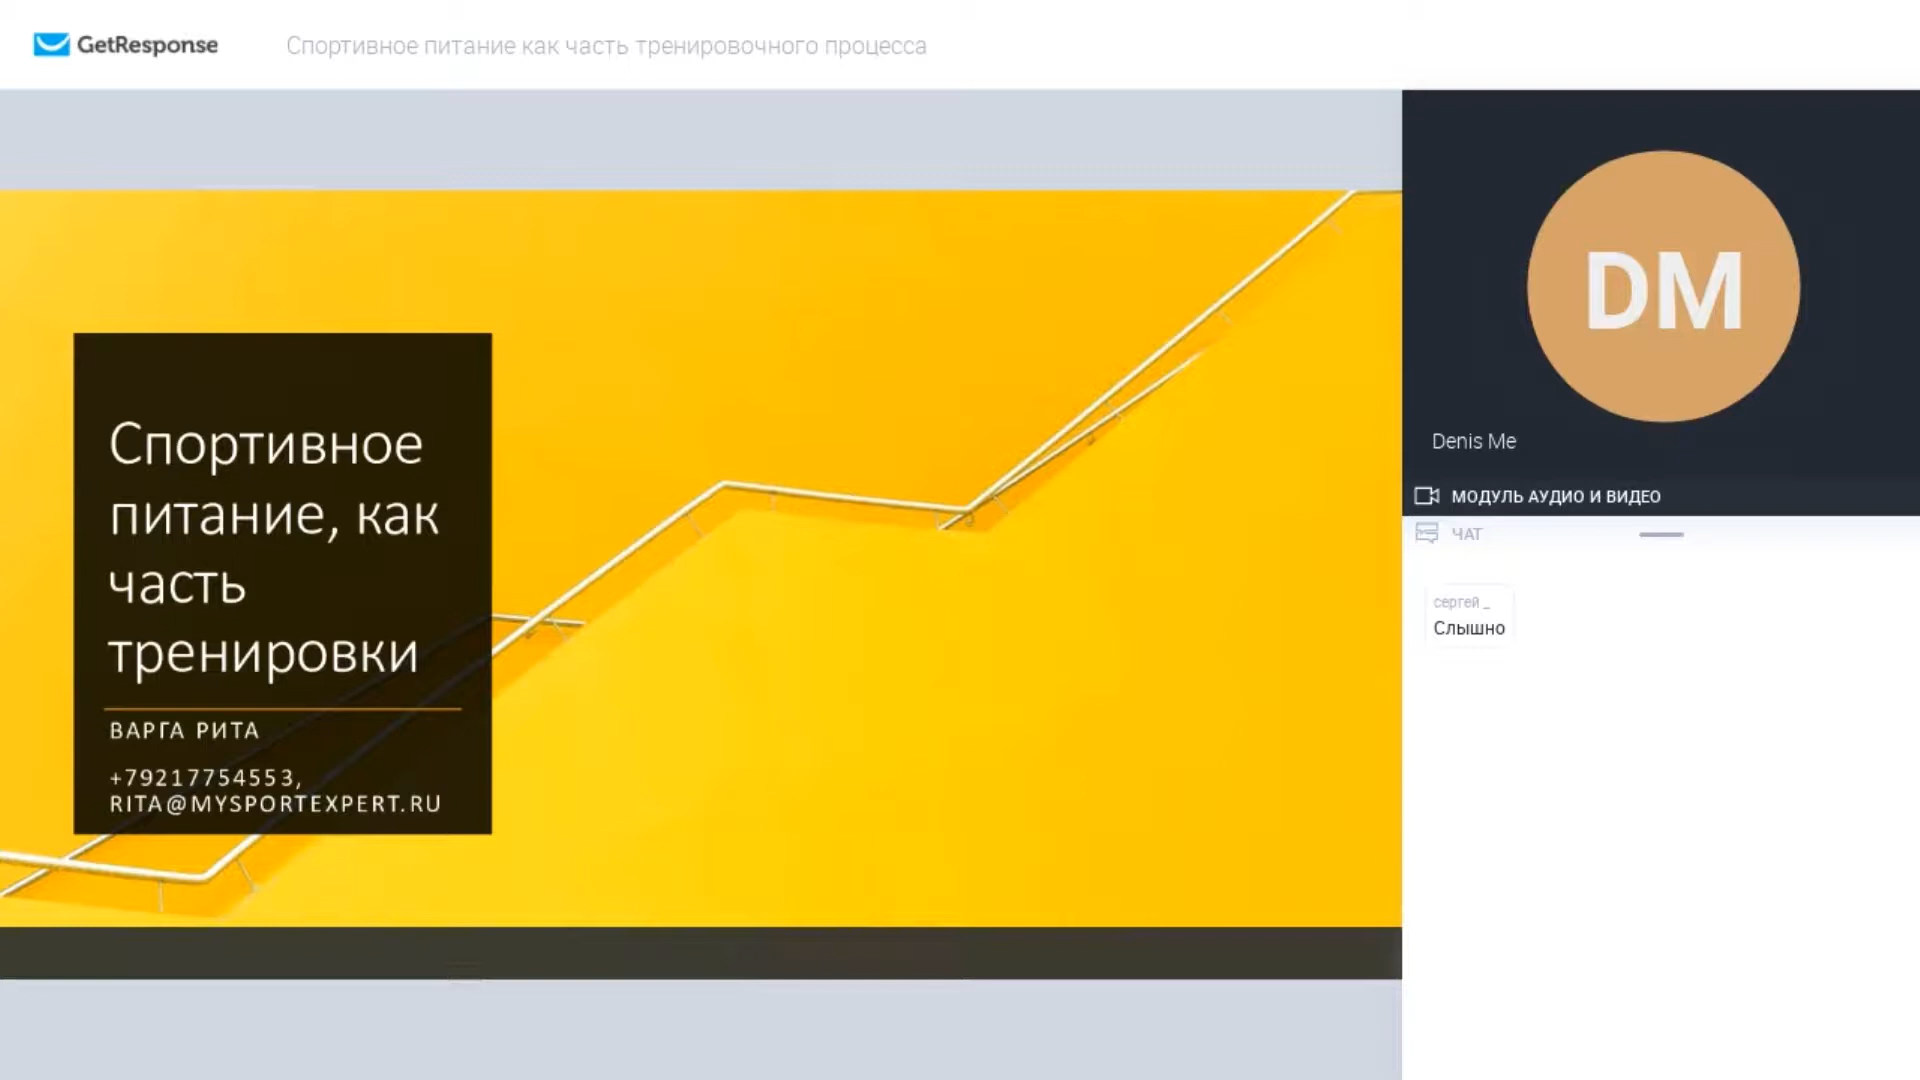 GetResponse
Спортивное питание как часть тренировочного процесса
Спортивное
питание, как
часть
тренировки
ВАРГА РИТА
+79217754553,
RITA@MYSPORTEXPERT.RU
DM
Denis Me
МОДУЛЬ АУДИО И ВИДЕО
ЧАТ
сергей _
Слышно